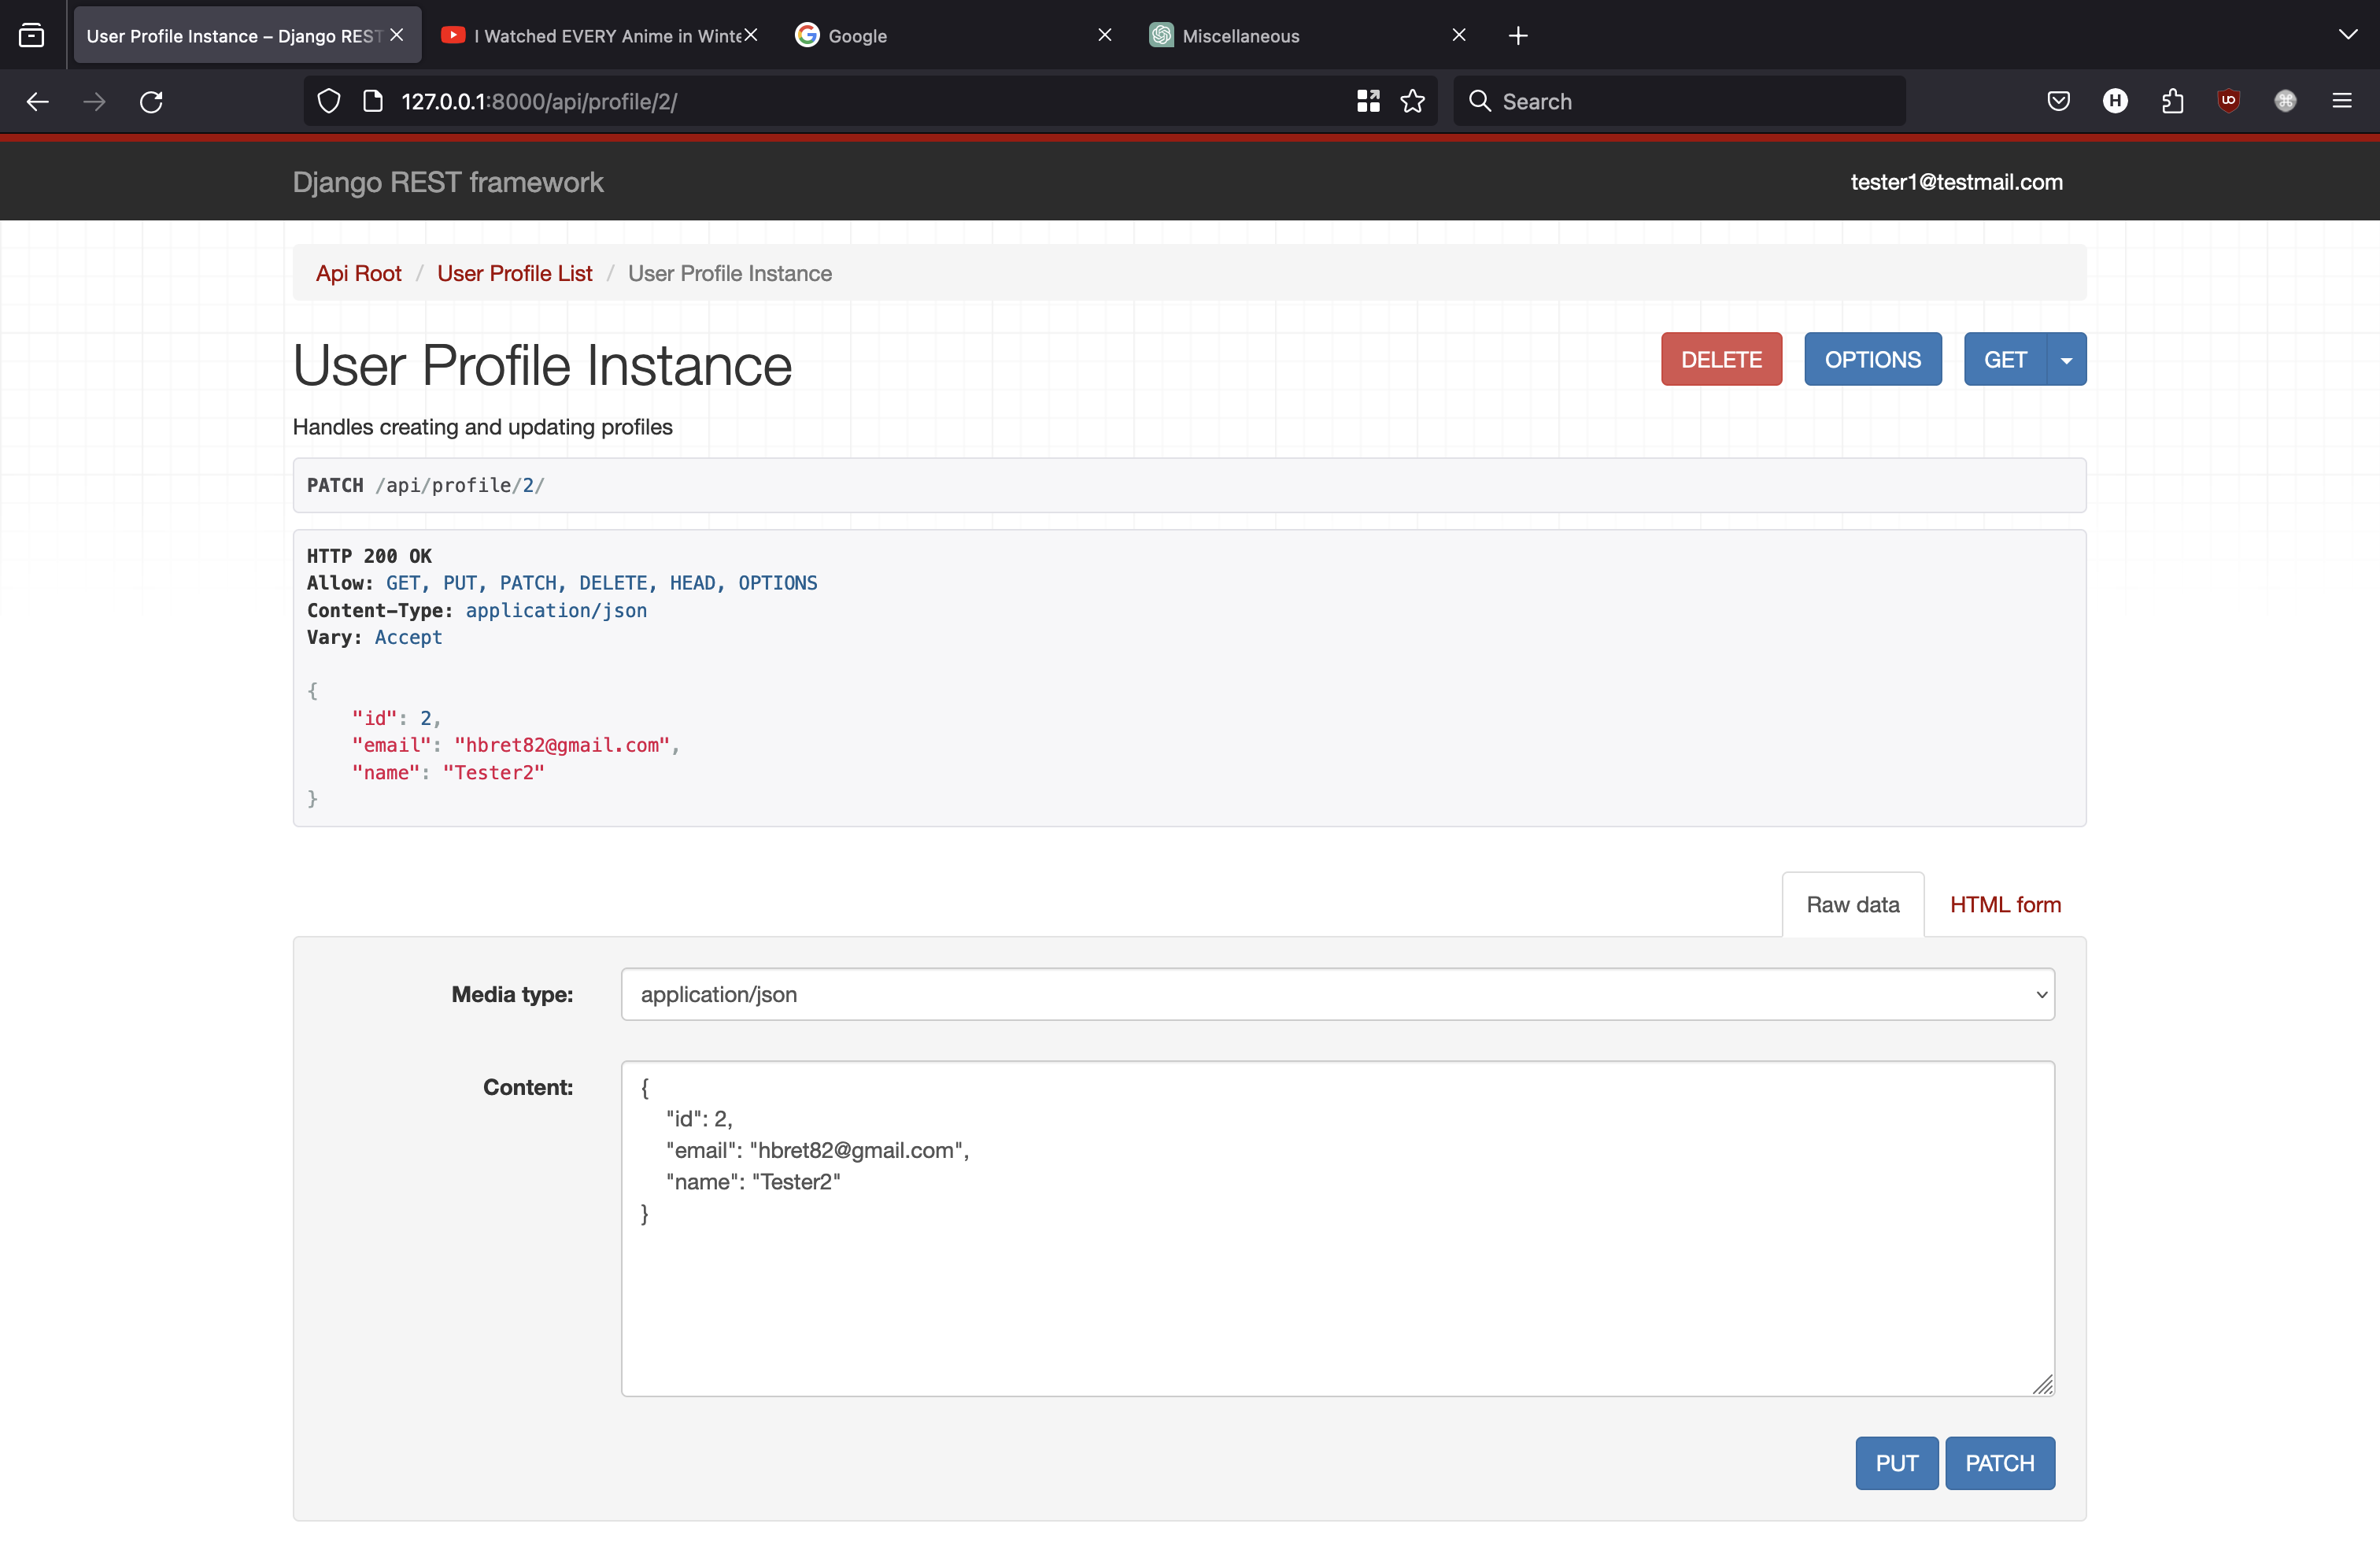 User Profile Instance – Django REST
I Watched EVERY Anime in Winte
Google
Miscellaneous
127.0.0.1:8000/api/profile/2/
Search
Django REST framework
tester1@testmail.com
Api Root / User Profile List / User Profile Instance
User Profile Instance
DELETE
OPTIONS
GET
Handles creating and updating profiles
PATCH /api/profile/2/
HTTP 200 OK
Allow: GET, PUT, PATCH, DELETE, HEAD, OPTIONS
Content-Type: application/json
Vary: Accept
{
"id": 2,
"email": "hbret82@gmail.com",
"name": "Tester2"
}
Raw data
HTML form
Media type:
application/json
Content:
{
"id": 2,
"email": "hbret82@gmail.com",
"name": "Tester2"
}
PUT
PATCH